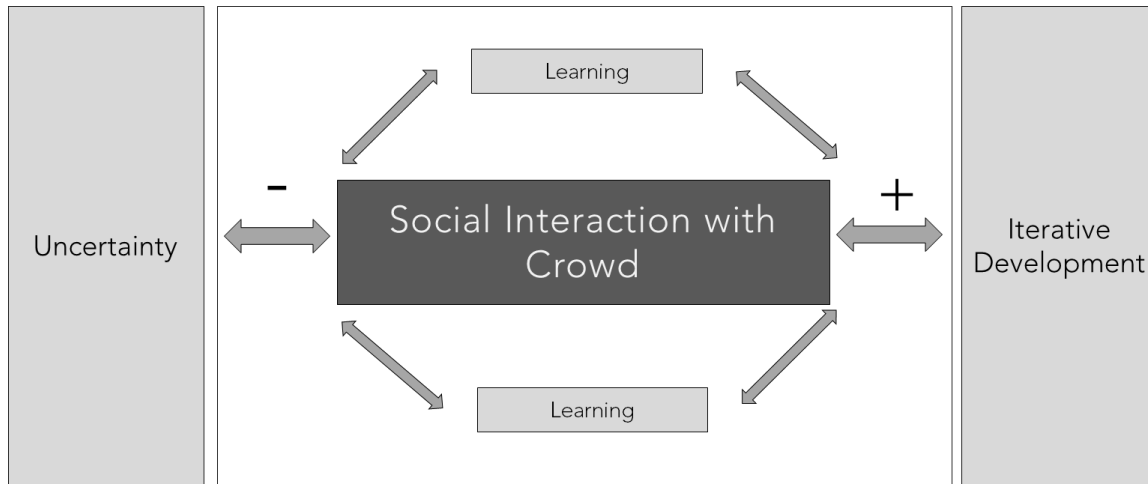 Learning
-
+
Uncertainty
Social Interaction with
Crowd
Iterative
Development
Learning